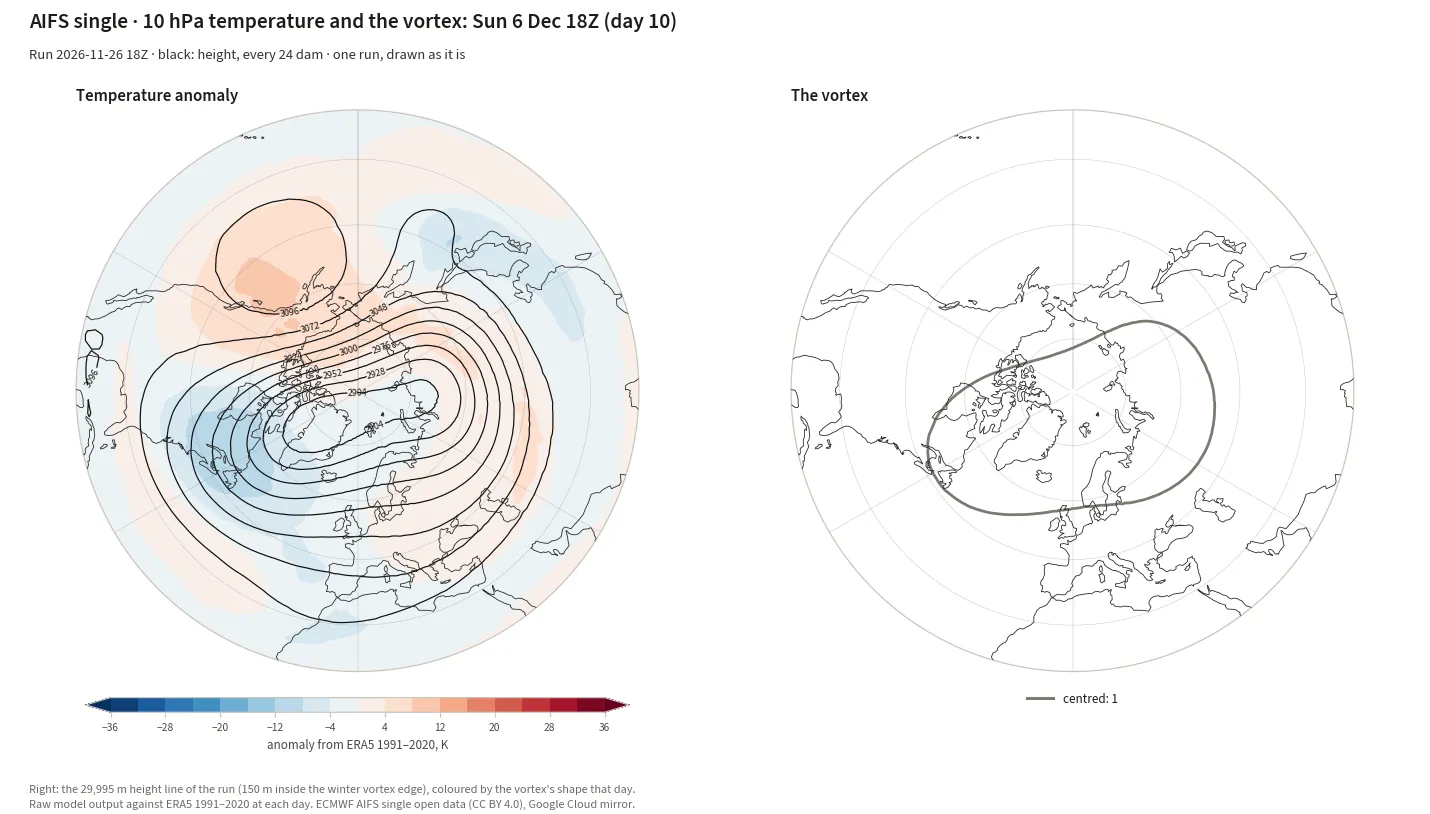 AIFS single · 10 hPa temperature and the vortex: Sun 6 Dec 18Z (day 10)
Run 2026-11-26 18Z · black: height, every 24 dam · one run, drawn as it is
Temperature anomaly
The vortex
3096
3048
3072
3000
2976
2952
2928
2904
3096
−36 −28 −20 −12 −4 4 12 20 28 36
anomaly from ERA5 1991–2020, K
centred: 1
Right: the 29,995 m height line of the run (150 m inside the winter vortex edge), coloured by the vortex's shape that day.
Raw model output against ERA5 1991–2020 at each day. ECMWF AIFS single open data (CC BY 4.0), Google Cloud mirror.